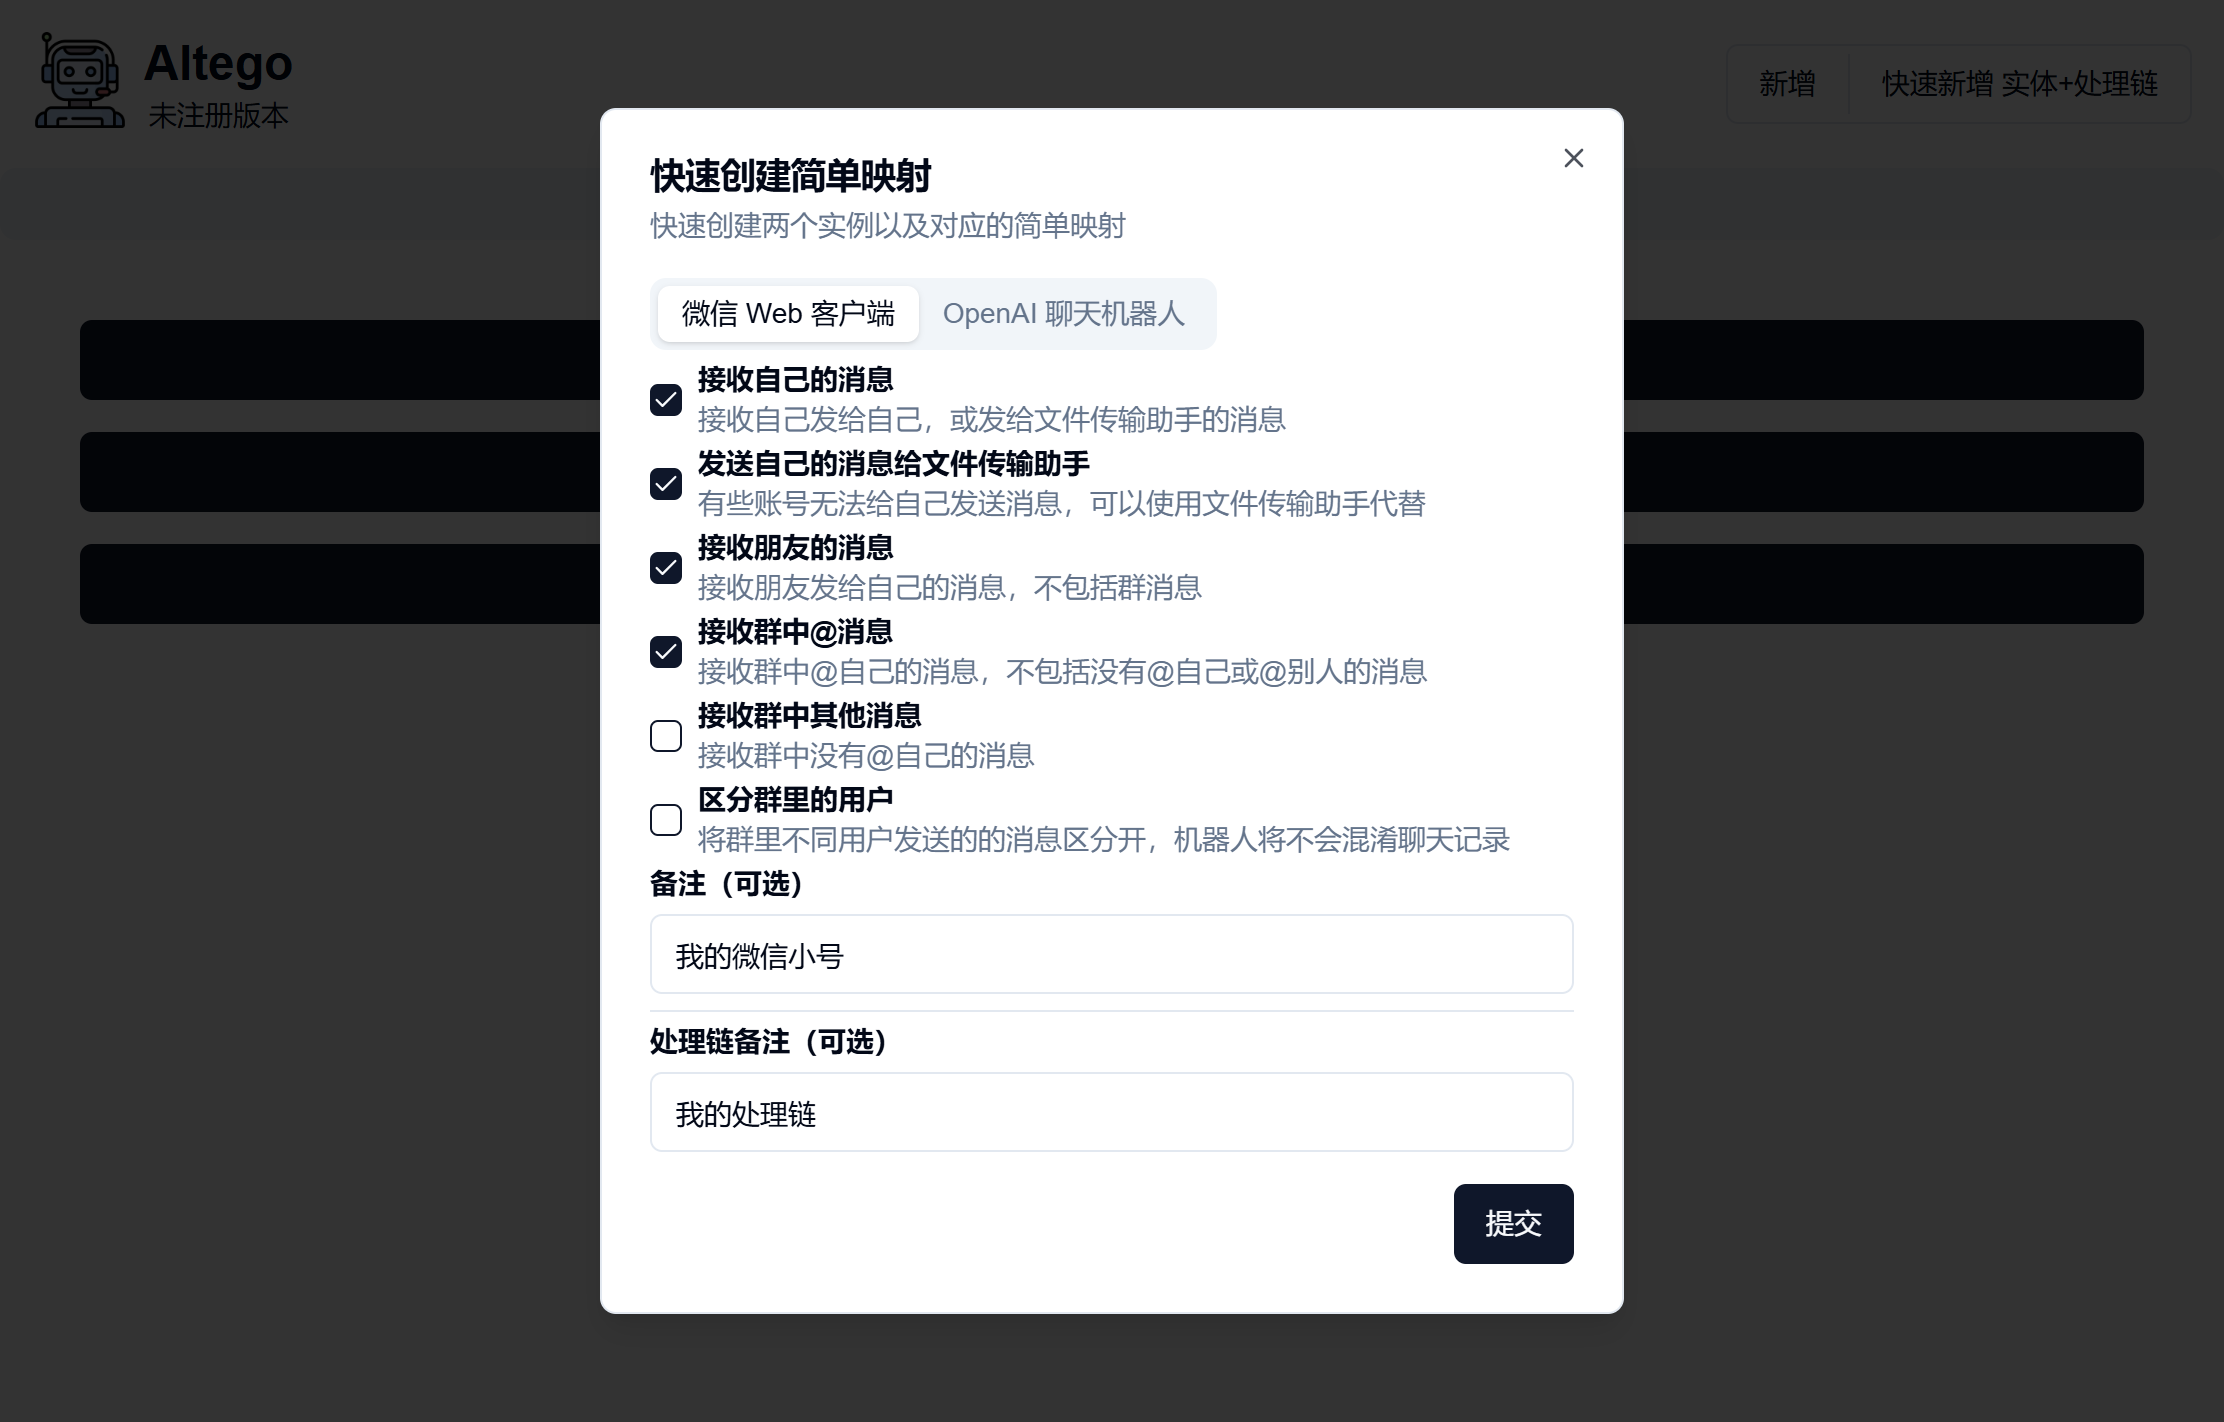 Altego
未注册版本
新增
快速新增 实体+处理链
快速创建简单映射
快速创建两个实例以及对应的简单映射
微信 Web 客户端
OpenAI 聊天机器人
接收自己的消息
接收自己发给自己，或发给文件传输助手的消息
发送自己的消息给文件传输助手
有些账号无法给自己发送消息，可以使用文件传输助手代替
接收朋友的消息
接收朋友发给自己的消息，不包括群消息
接收群中@消息
接收群中@自己的消息，不包括没有@自己或@别人的消息
接收群中其他消息
接收群中没有@自己的消息
区分群里的用户
将群里不同用户发送的的消息区分开，机器人将不会混淆聊天记录
备注（可选）
我的微信小号
处理链备注（可选）
我的处理链
提交